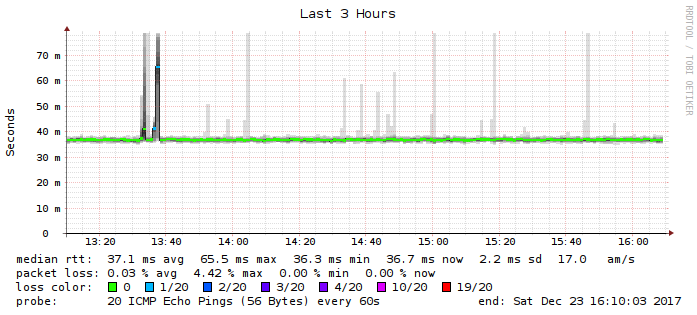 Last 3 Hours
RRDTOOL / TOBI OETIKER
Seconds
70 m
60 m
50 m
40 m
30 m
20 m
10 m
0
13:20 13:40 14:00 14:20 14:40 15:00 15:20 15:40 16:00
median rtt: 37.1 ms avg 65.5 ms max 36.3 ms min 36.7 ms now 2.2 ms sd 17.0 am/s
packet loss: 0.03 % avg 4.42 % max 0.00 % min 0.00 % now
loss color: 0 1/20 2/20 3/20 4/20 10/20 19/20
probe: 20 ICMP Echo Pings (56 Bytes) every 60s end: Sat Dec 23 16:10:03 2017